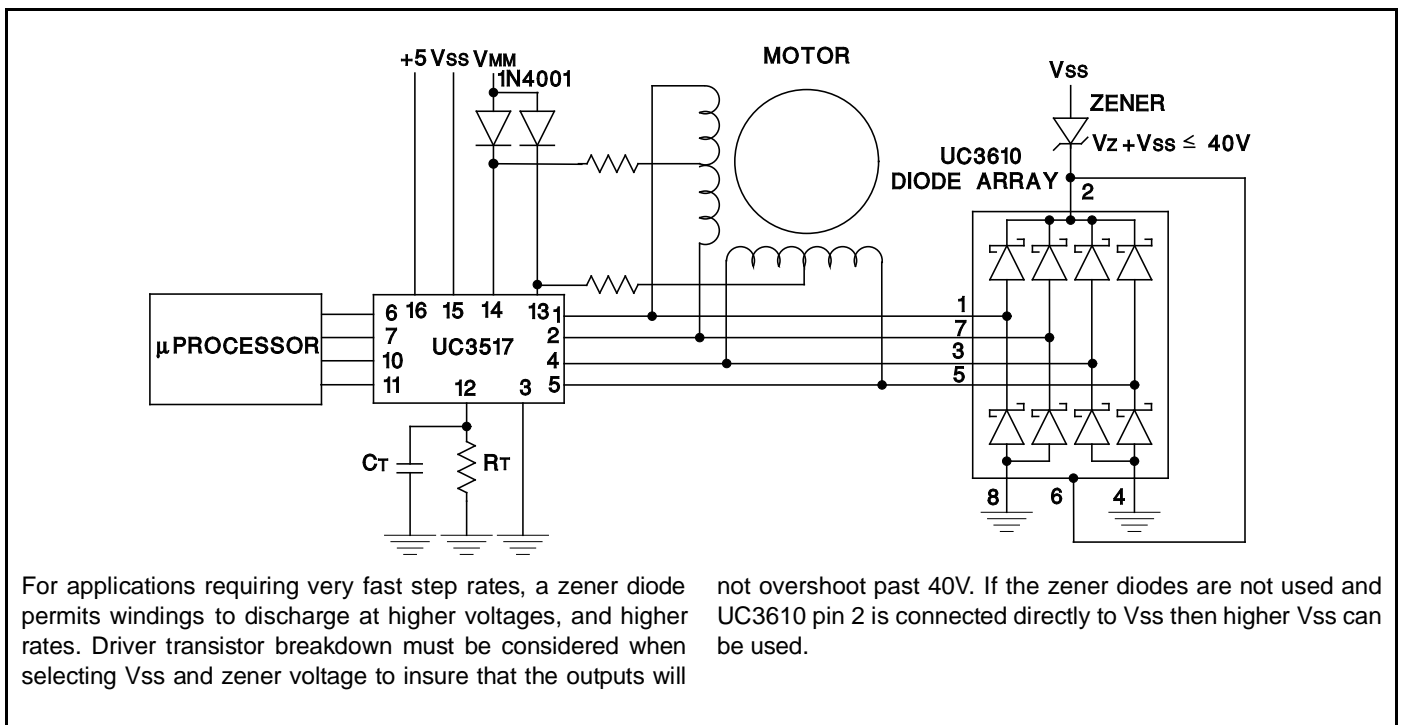 +5 Vss VMM
1N4001
MOTOR
Vss
ZENER
Vz +Vss ≤ 40V
UC3610
DIODE ARRAY
2
6 16 15 14 13 1
7
UC3517
2
10
4
11
12 3 5
μPROCESSOR
1
7
3
5
CT
RT
8 6 4
For applications requiring very fast step rates, a zener diode
permits windings to discharge at higher voltages, and higher
rates. Driver transistor breakdown must be considered when
selecting Vss and zener voltage to insure that the outputs will
not overshoot past 40V. If the zener diodes are not used and
UC3610 pin 2 is connected directly to Vss then higher Vss can
be used.